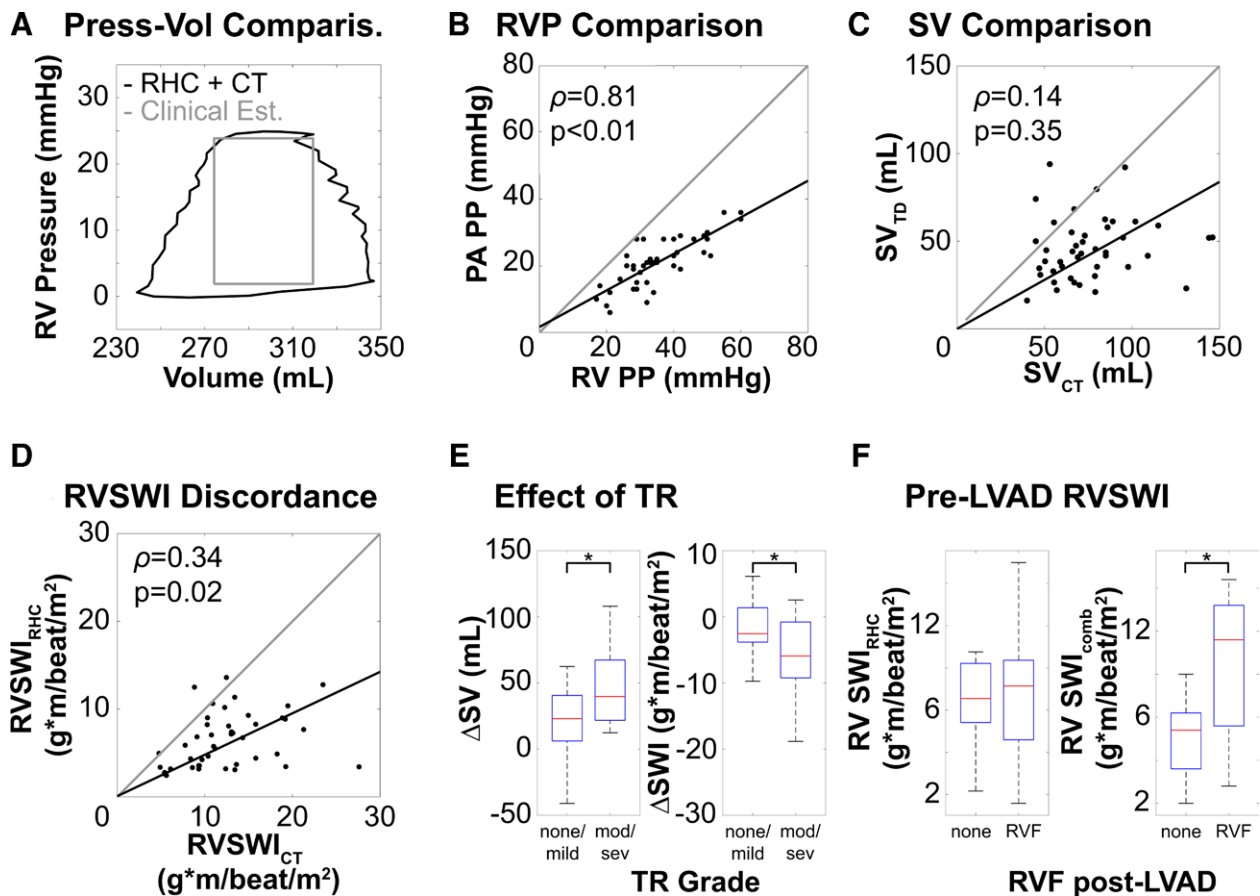 A Press-Vol Comparis.
RV Pressure (mmHg)
30
20
10
0
- RHC + CT
- Clinical Est.
230 270 310 350
Volume (mL)
B RVP Comparison
PA PP (mmHg)
80
60
40
20
ρ=0.81
p<0.01
0 20 40 60 80
RV PP (mmHg)
C SV Comparison
SVTD (mL)
150
100
50
0
ρ=0.14
p=0.35
50 100 150
SVCT (mL)
D RVSWI Discordance
RVSWIRHC
(g*m/beat/m²)
30
20
10
ρ=0.34
p=0.02
0 10 20 30
RVSWICT
(g*m/beat/m²)
E Effect of TR
ΔSV (mL)
150
100
50
0
-50
*
none/ mod/
mild sev
ΔSWI (g*m/beat/m²)
10
0
-10
-20
-30
*
none/ mod/
mild sev
TR Grade
F Pre-LVAD RVSWI
RV SWIRHC
(g*m/beat/m²)
12
6
2
none RVF
RV SWIcomb
(g*m/beat/m²)
12
6
2
*
none RVF
RVF post-LVAD